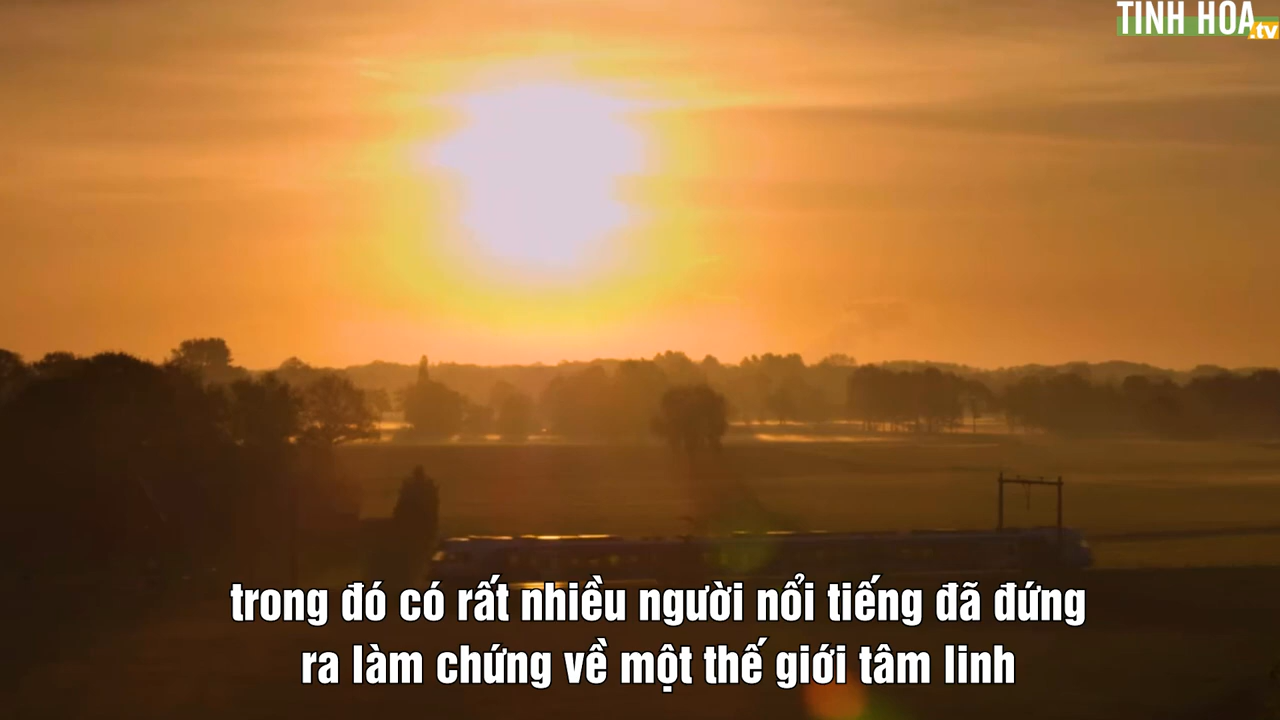 TINH HOA
.tv
trong đó có rất nhiều người nổi tiếng đã đứng
ra làm chứng về một thế giới tâm linh